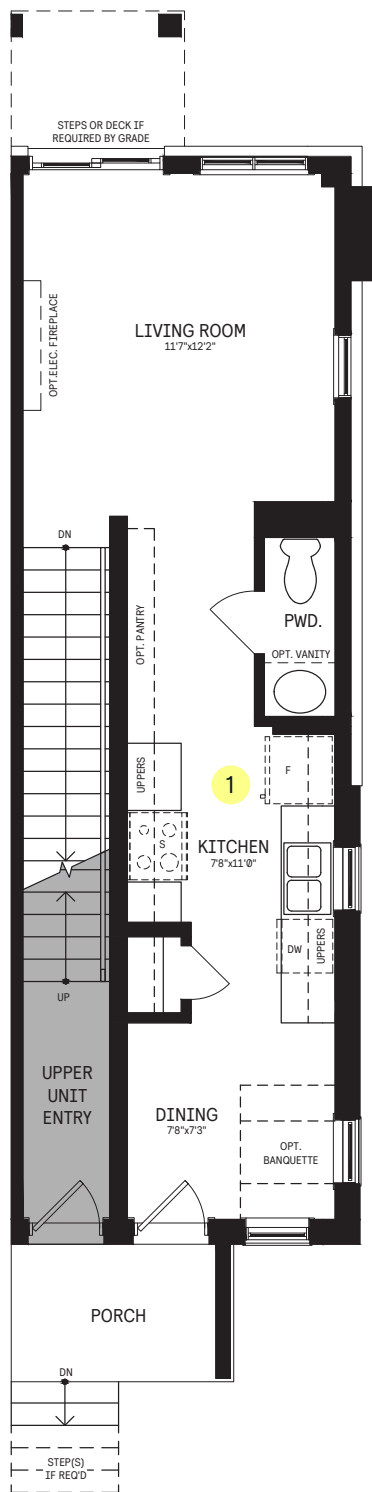 STEPS OR DECK IF
REQUIRED BY GRADE
OPT.ELEC. FIREPLACE
LIVING ROOM
11'7"x12'2"
DN
OPT. PANTRY
PWD.
OPT. VANITY
UPPERS
1
F
S
KITCHEN
7'8"x11'0"
DW
UPPERS
UP
UPPER
UNIT
ENTRY
DINING
7'8"x7'3"
OPT.
BANQUETTE
PORCH
DN
STEP(S)
IF REQ'D